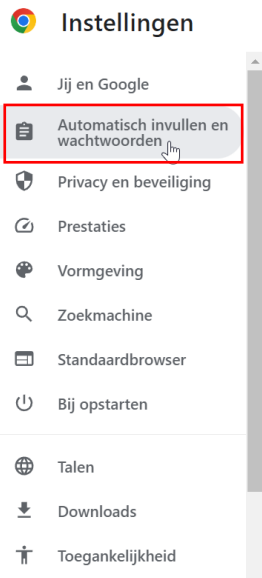 Instellingen
Jij en Google
Automatisch invullen en
wachtwoorden
Privacy en beveiliging
Prestaties
Vormgeving
Zoekmachine
Standaardbrowser
Bij opstarten
Talen
Downloads
Toegankelijkheid